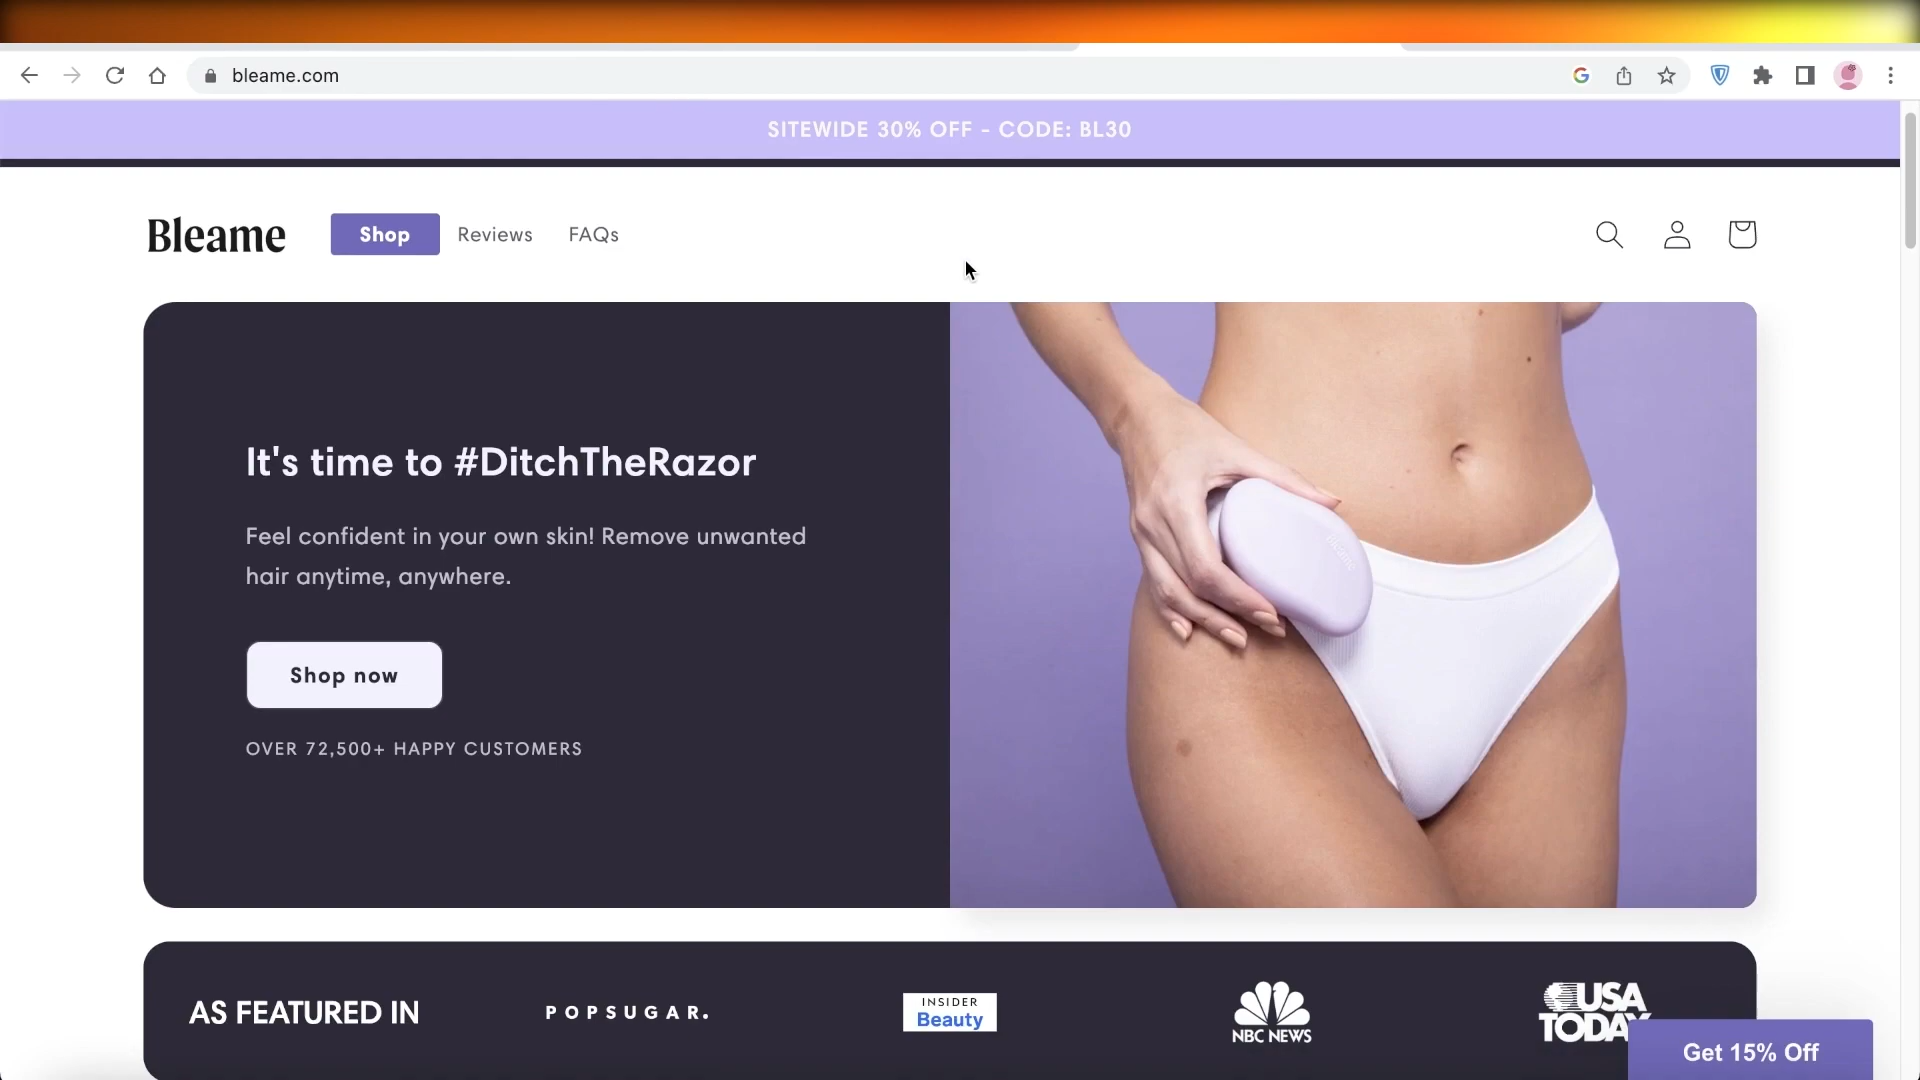 bleame.com
SITEWIDE 30% OFF - CODE: BL30
Bleame
Shop
Reviews
FAQs
It's time to #DitchTheRazor
Feel confident in your own skin! Remove unwanted
hair anytime, anywhere.
bleame
Shop now
OVER 72,500+ HAPPY CUSTOMERS
AS FEATURED IN
POPSUGAR.
INSIDER
Beauty
NBC NEWS
USA
TODAY
Get 15% Off